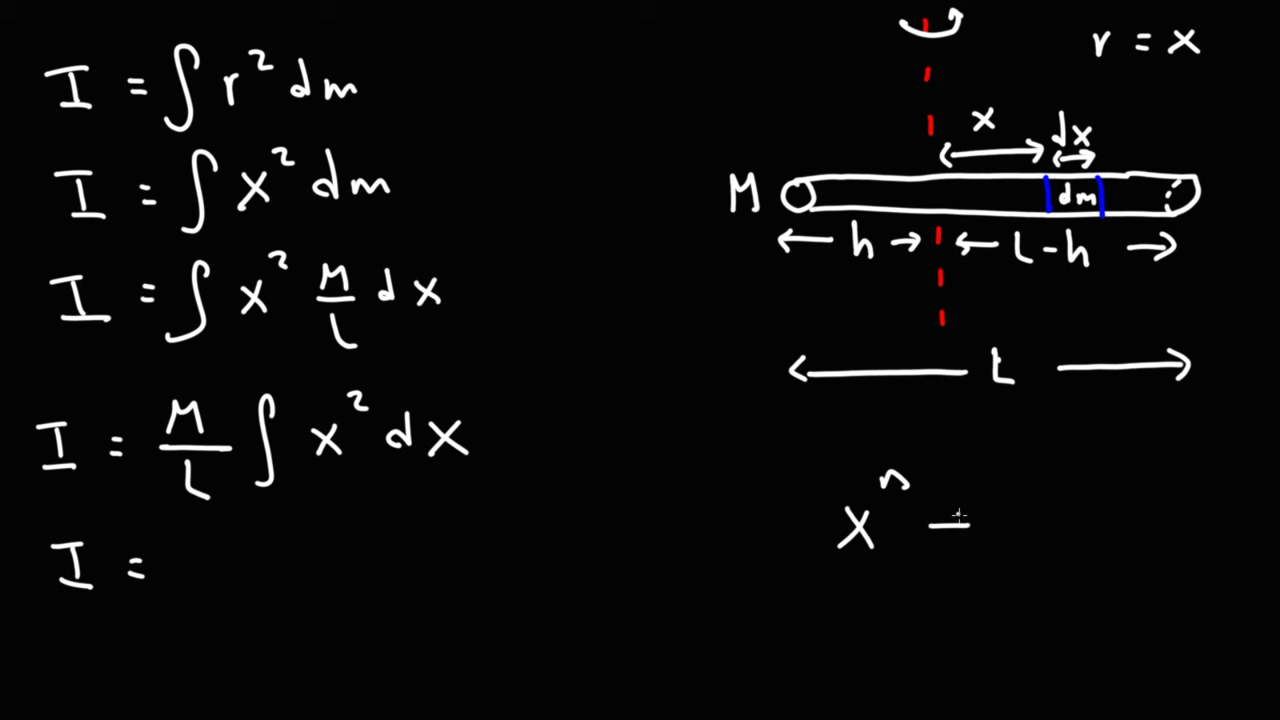 I = ∫ r² dm
I = ∫ x² dm
I = ∫ x² M/L dx
I = M/L ∫ x² dx
I =
r = x
x dx
M dm
h L-h
L
xⁿ –